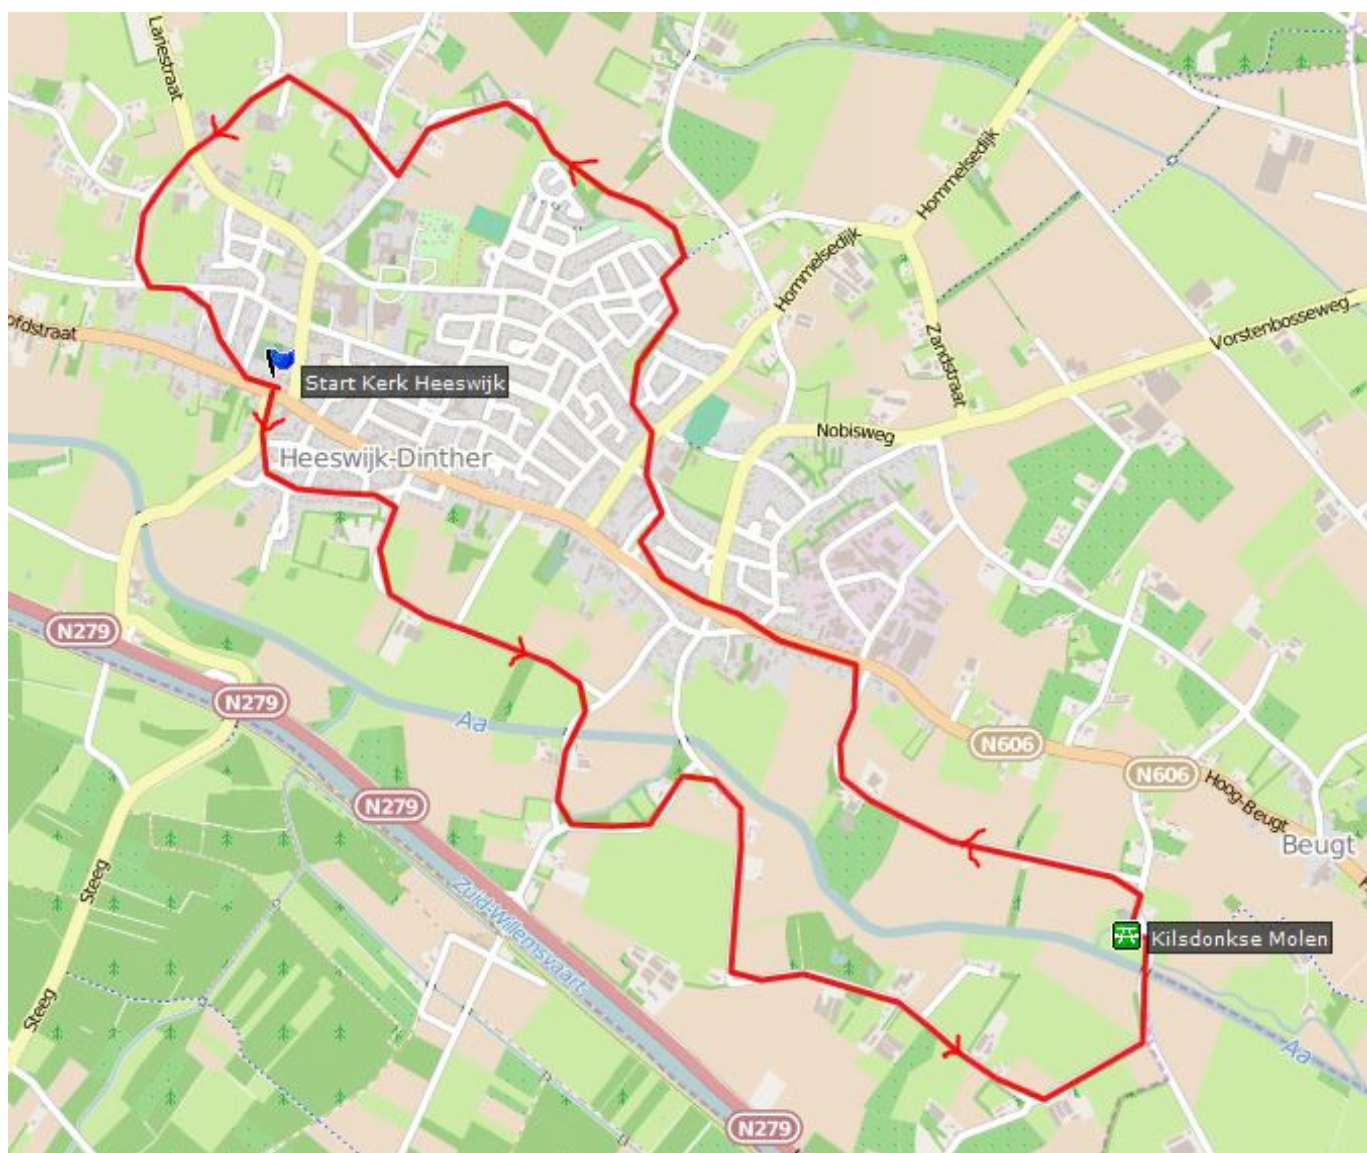 Lanestraat
Hommelsedijk
Hommelsedijk
ofdstraat
Zandstraat
Vorstenbosseweg
Start Kerk Heeswijk
Nobisweg
Heeswijk-Dinther
N279
N279
Aa
N606
N606
Hoog-Beugt
N279
Beugt
Steeg
Zuid-Willemsvaart
Kilsdonkse Molen
Steeg
Aa
N279